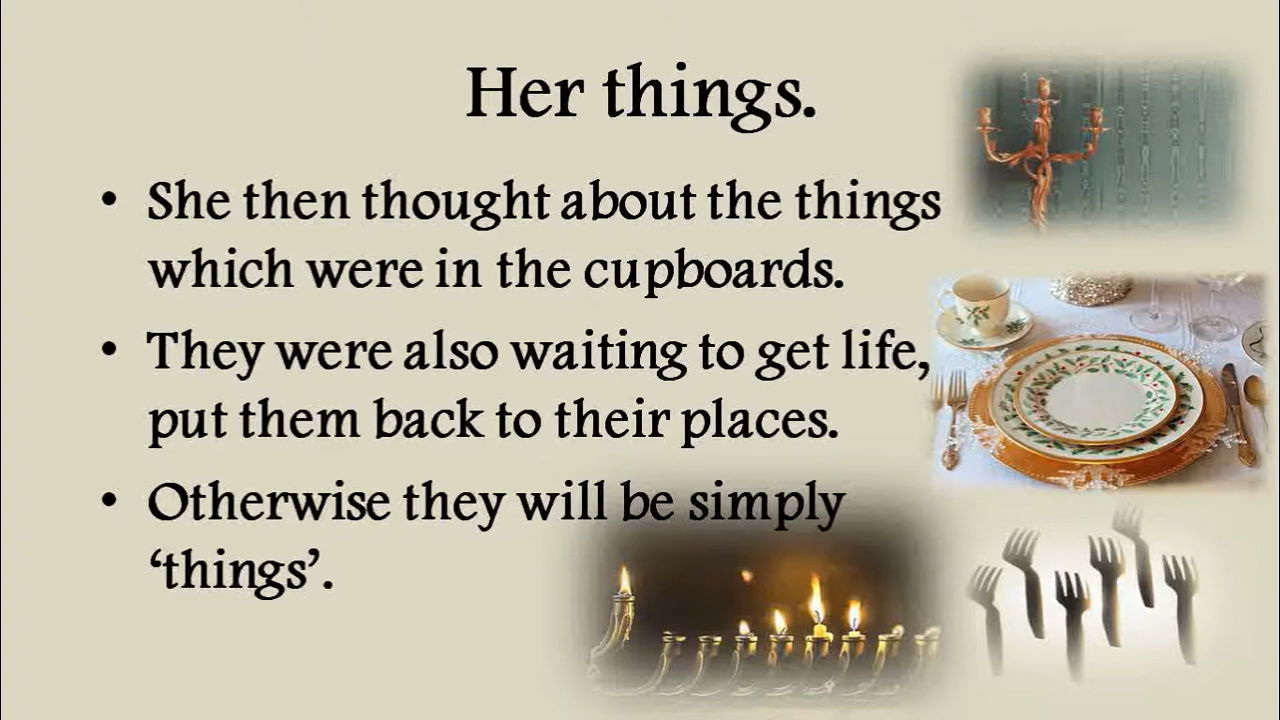 Her things.
• She then thought about the things
which were in the cupboards.
• They were also waiting to get life,
put them back to their places.
• Otherwise they will be simply
‘things’.